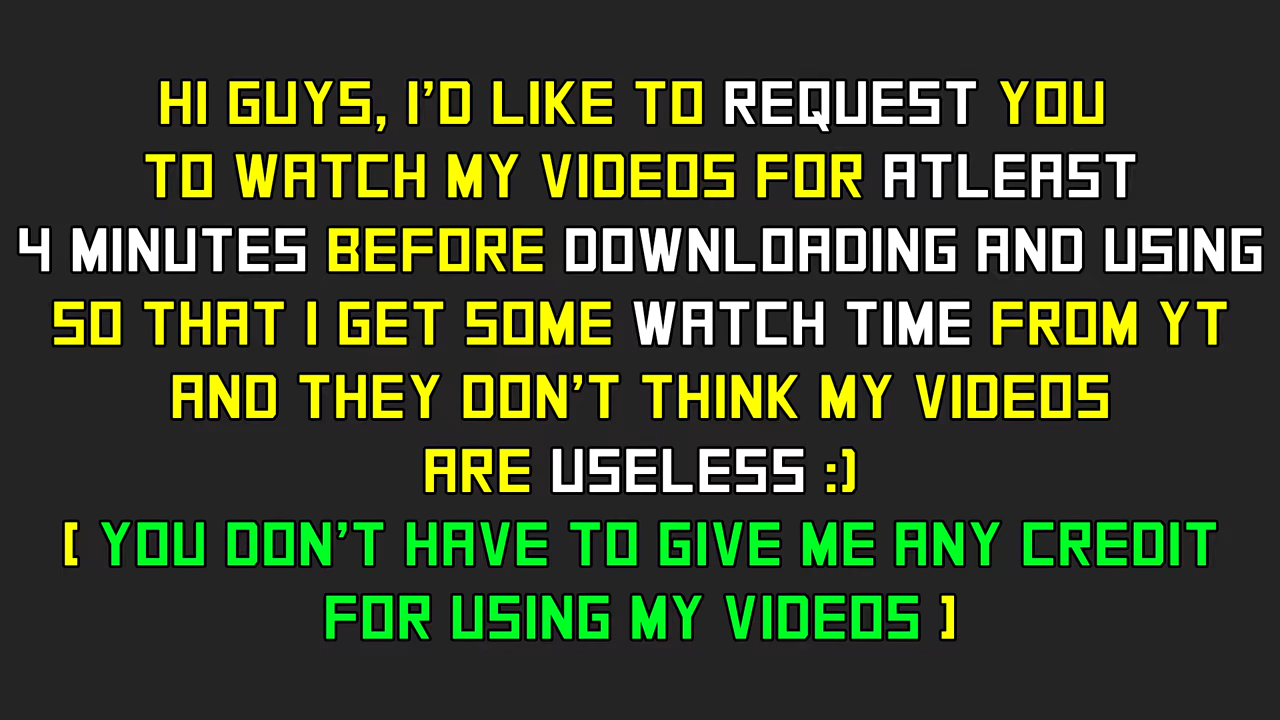 HI GUYS, I'D LIKE TO REQUEST YOU
TO WATCH MY VIDEOS FOR ATLEAST
4 MINUTES BEFORE DOWNLOADING AND USING
SO THAT I GET SOME WATCH TIME FROM YT
AND THEY DON'T THINK MY VIDEOS
ARE USELESS :)
[ YOU DON'T HAVE TO GIVE ME ANY CREDIT
FOR USING MY VIDEOS ]